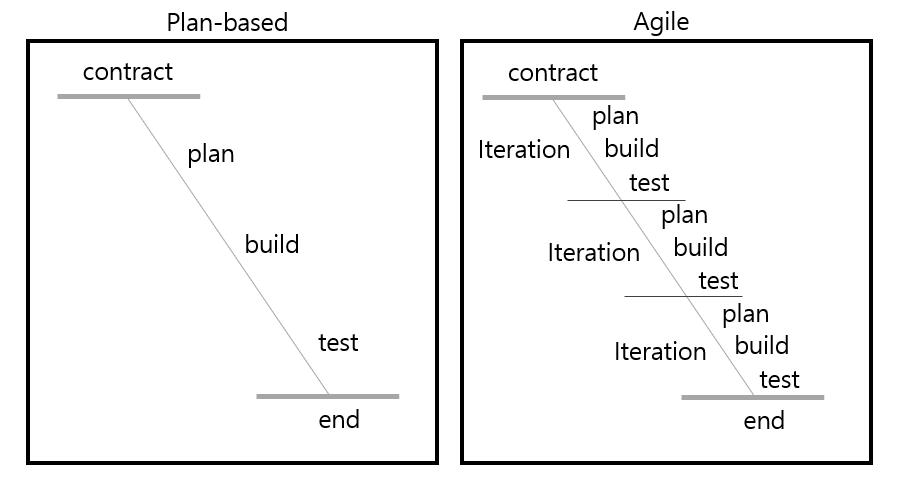 Plan-based
contract
plan
build
test
end
Agile
contract
plan
Iteration
build
test
plan
Iteration
build
test
plan
Iteration
build
test
end